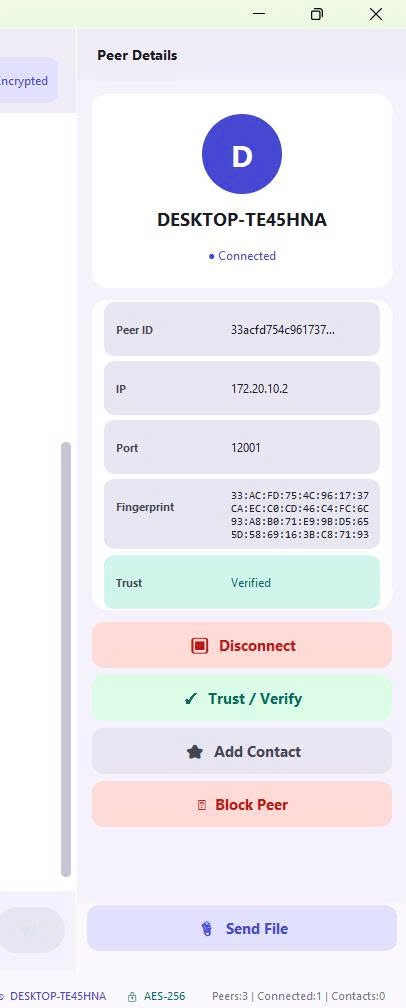 Peer Details
Encrypted
D
DESKTOP-TE45HNA
● Connected
Peer ID 33acfd754c961737...
IP 172.20.10.2
Port 12001
Fingerprint 33:AC:FD:75:4C:96:17:37
CA:EC:C0:CD:46:C4:FC:6C
93:A8:B0:71:E9:9B:D5:65
5D:58:69:16:3B:C8:71:93
Trust Verified
Disconnect
✓ Trust / Verify
★ Add Contact
Block Peer
Send File
DESKTOP-TE45HNA AES-256 Peers:3 | Connected:1 | Contacts:0